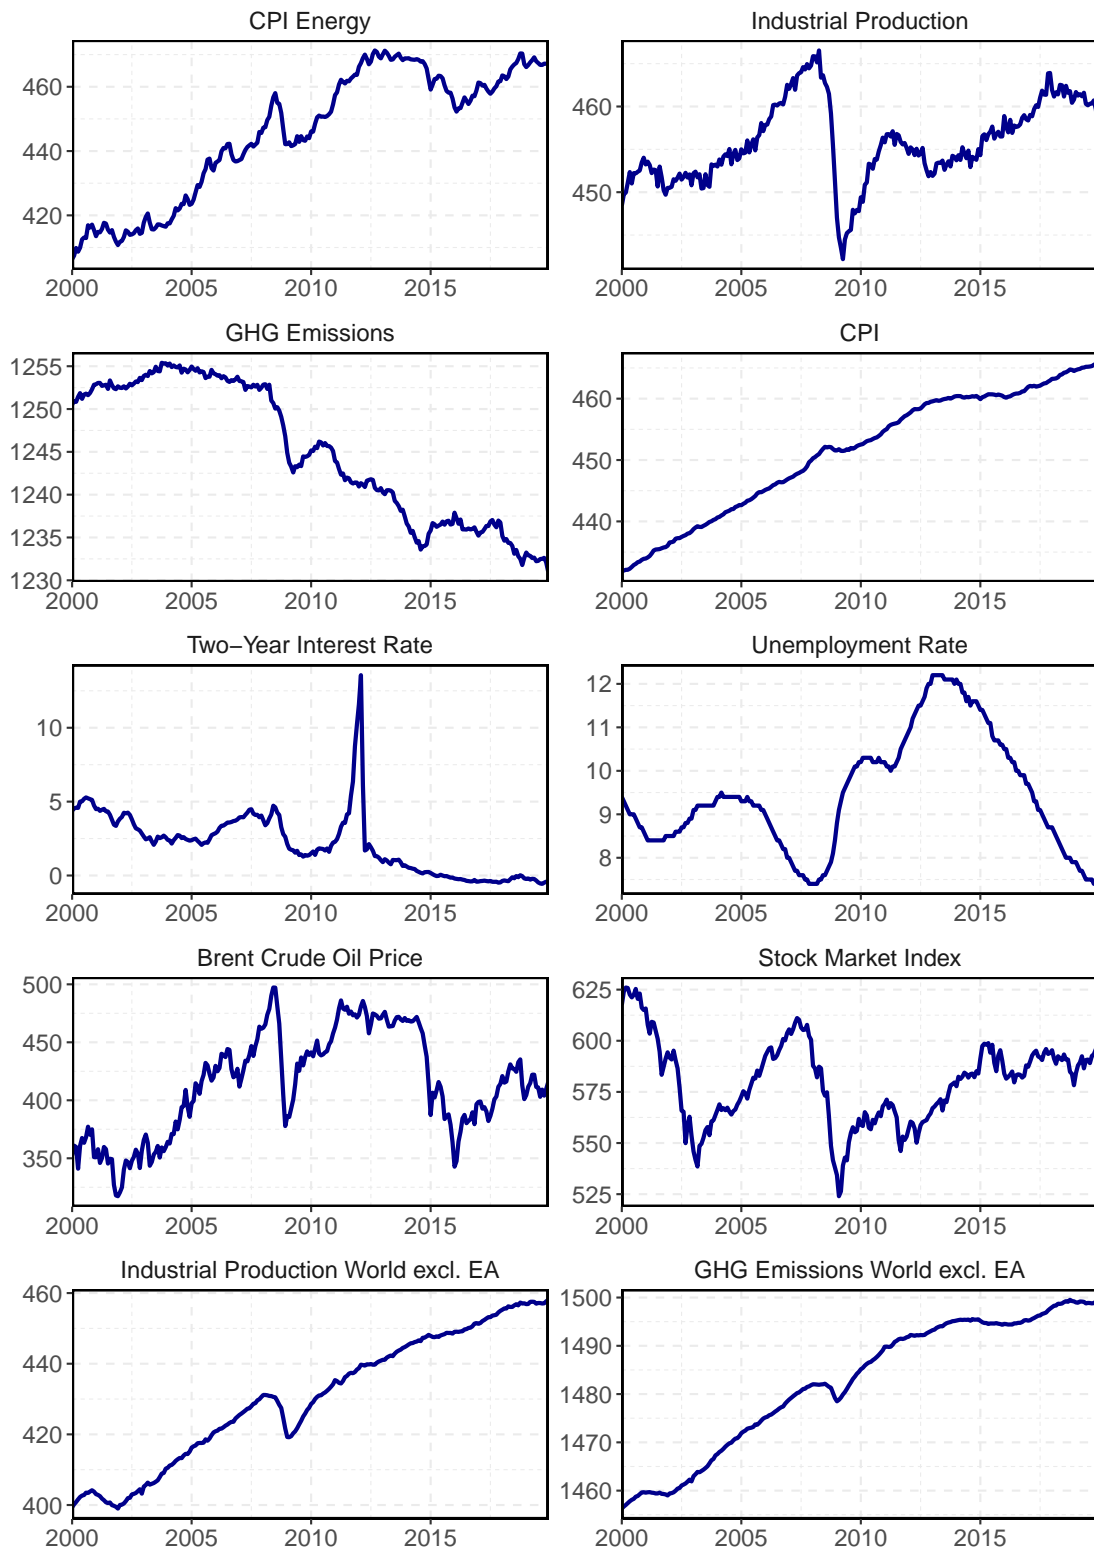 CPI Energy
460
440
420
2000 2005 2010 2015
Industrial Production
460
450
2000 2005 2010 2015
GHG Emissions
1255
1250
1245
1240
1235
1230
2000 2005 2010 2015
CPI
460
450
440
2000 2005 2010 2015
Two−Year Interest Rate
10
5
0
2000 2005 2010 2015
Unemployment Rate
12
11
10
9
8
2000 2005 2010 2015
Brent Crude Oil Price
500
450
400
350
2000 2005 2010 2015
Stock Market Index
625
600
575
550
525
2000 2005 2010 2015
Industrial Production World excl. EA
460
440
420
400
2000 2005 2010 2015
GHG Emissions World excl. EA
1500
1490
1480
1470
1460
2000 2005 2010 2015